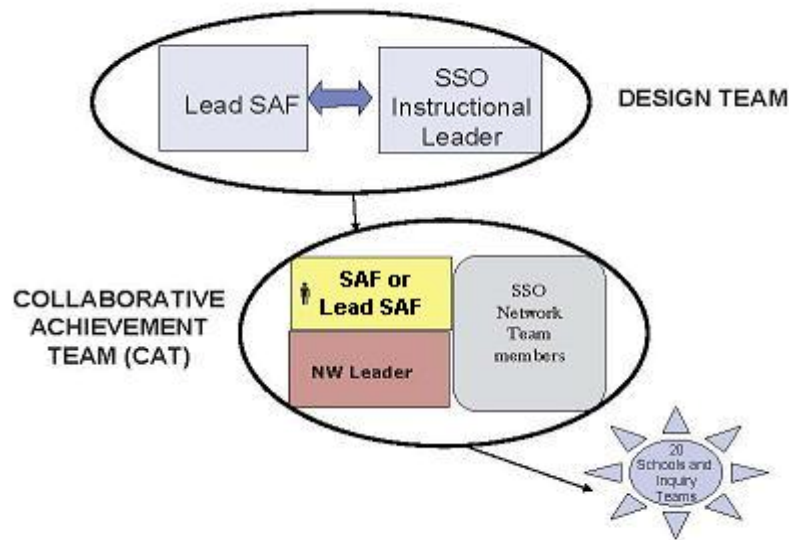 Lead SAF
SSO
Instructional
Leader
DESIGN TEAM
COLLABORATIVE
ACHIEVEMENT
TEAM (CAT)
SAF or
Lead SAF
NW Leader
SSO
Network
Team
members
20
Schools and
Inquiry
Teams